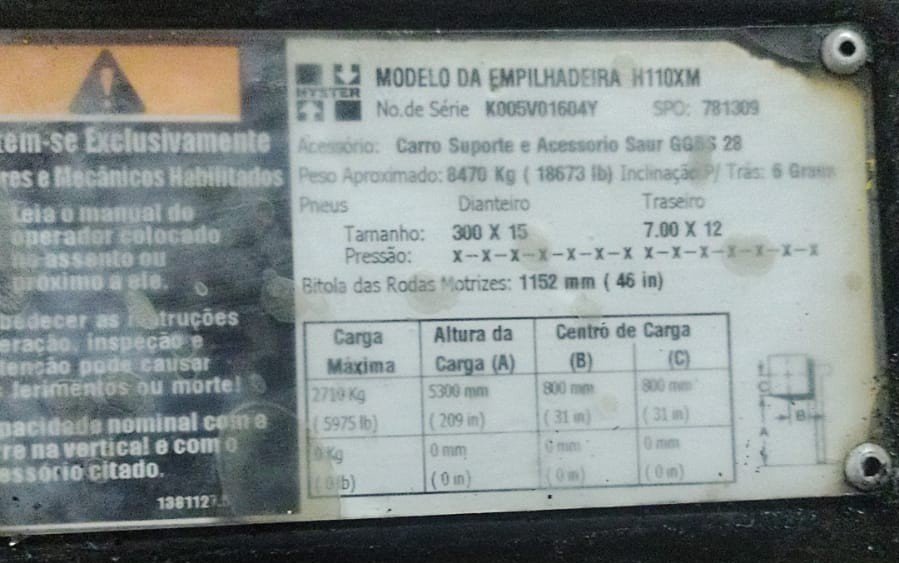 tem-se Exclusivamente
res e Mecânicos Habilitados
Leia o manual do
operador colocado
no assento ou
próximo a ele.
bedecer as instruções
eração, inspeção e
tenção pode causar
ferimentos ou morte!
pacidade nominal com a
rre na vertical e com o
essório citado.
HYSTER
MODELO DA EMPILHADEIRA H110XM
No.de Série K005V01604Y SPO: 781309
Acessório: Carro Suporte e Acessorio Saur 28
Peso Aproximado: 8470 Kg ( 18673 lb) Inclinação P/ Trás: 6 Graus
Pneus Dianteiro Traseiro
Tamanho: 300 X 15 7.00 X 12
Pressão: X--X-X-X-X-X-X X-X-X-X-X-X-X
Bitola das Rodas Motrizes: 1152 mm ( 46 in)
Carga Máxima Altura da Carga (A) Centro de Carga (B) (C)
2710 Kg 5300 mm 800 mm 800 mm
( 5975 lb) ( 209 in) ( 31 in) ( 31 in)
0 Kg 0 mm 0 mm 0 mm
( 0 lb) ( 0 in) ( 0 in) ( 0 in)
C
B
A